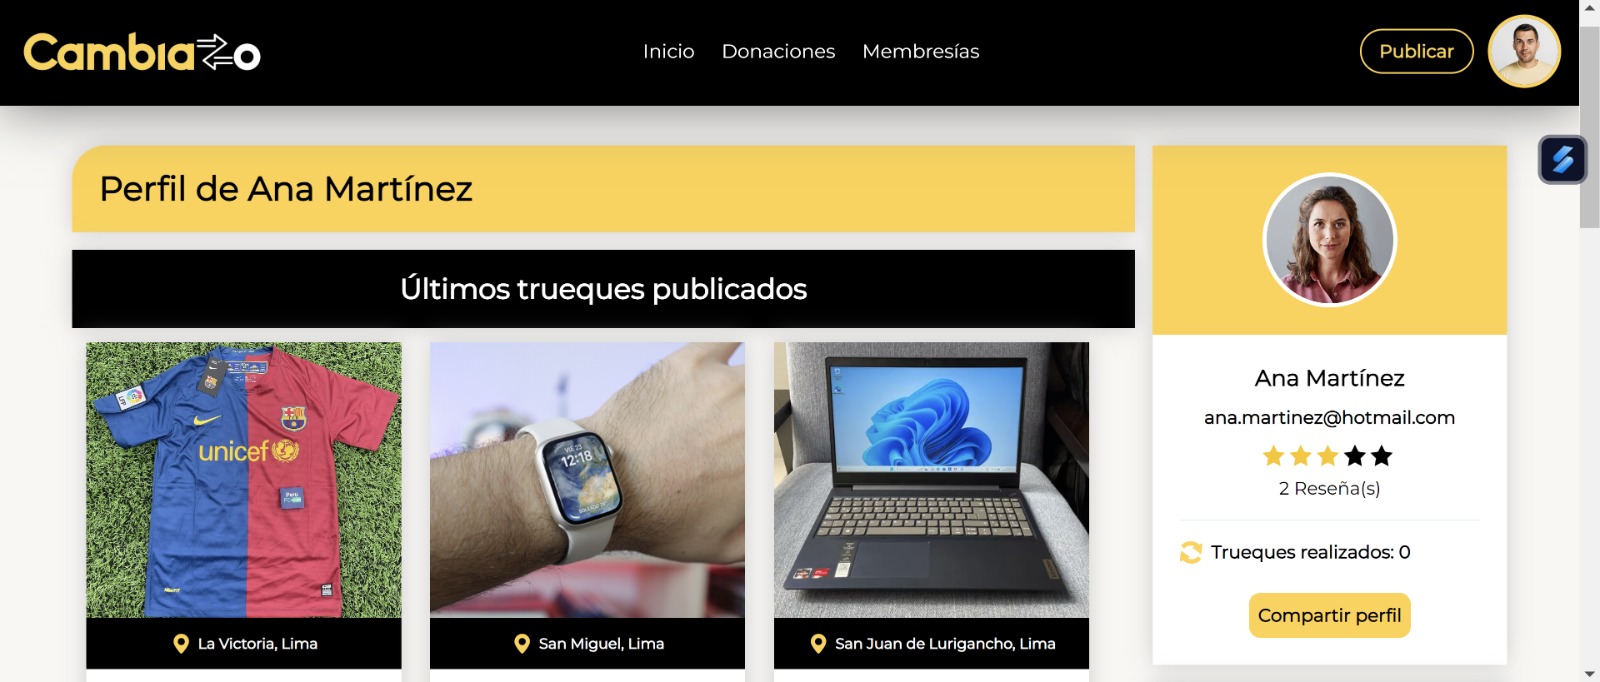 Cambia⇄o
Inicio
Donaciones
Membresías
Publicar
Perfil de Ana Martínez
Últimos trueques publicados
unicef
12:18
La Victoria, Lima
San Miguel, Lima
San Juan de Lurigancho, Lima
Ana Martínez
ana.martinez@hotmail.com
2 Reseña(s)
Trueques realizados: 0
Compartir perfil